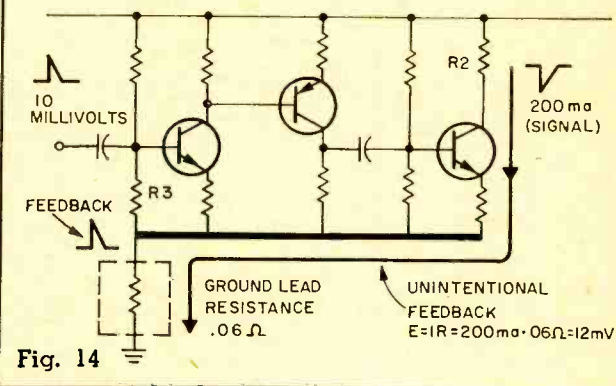 R2
10
MILLIVOLTS
200 ma
(SIGNAL)
R3
FEEDBACK
GROUND LEAD
RESISTANCE
.06Ω
UNINTENTIONAL
FEEDBACK
E=IR=200ma·06Ω=12mV
Fig. 14